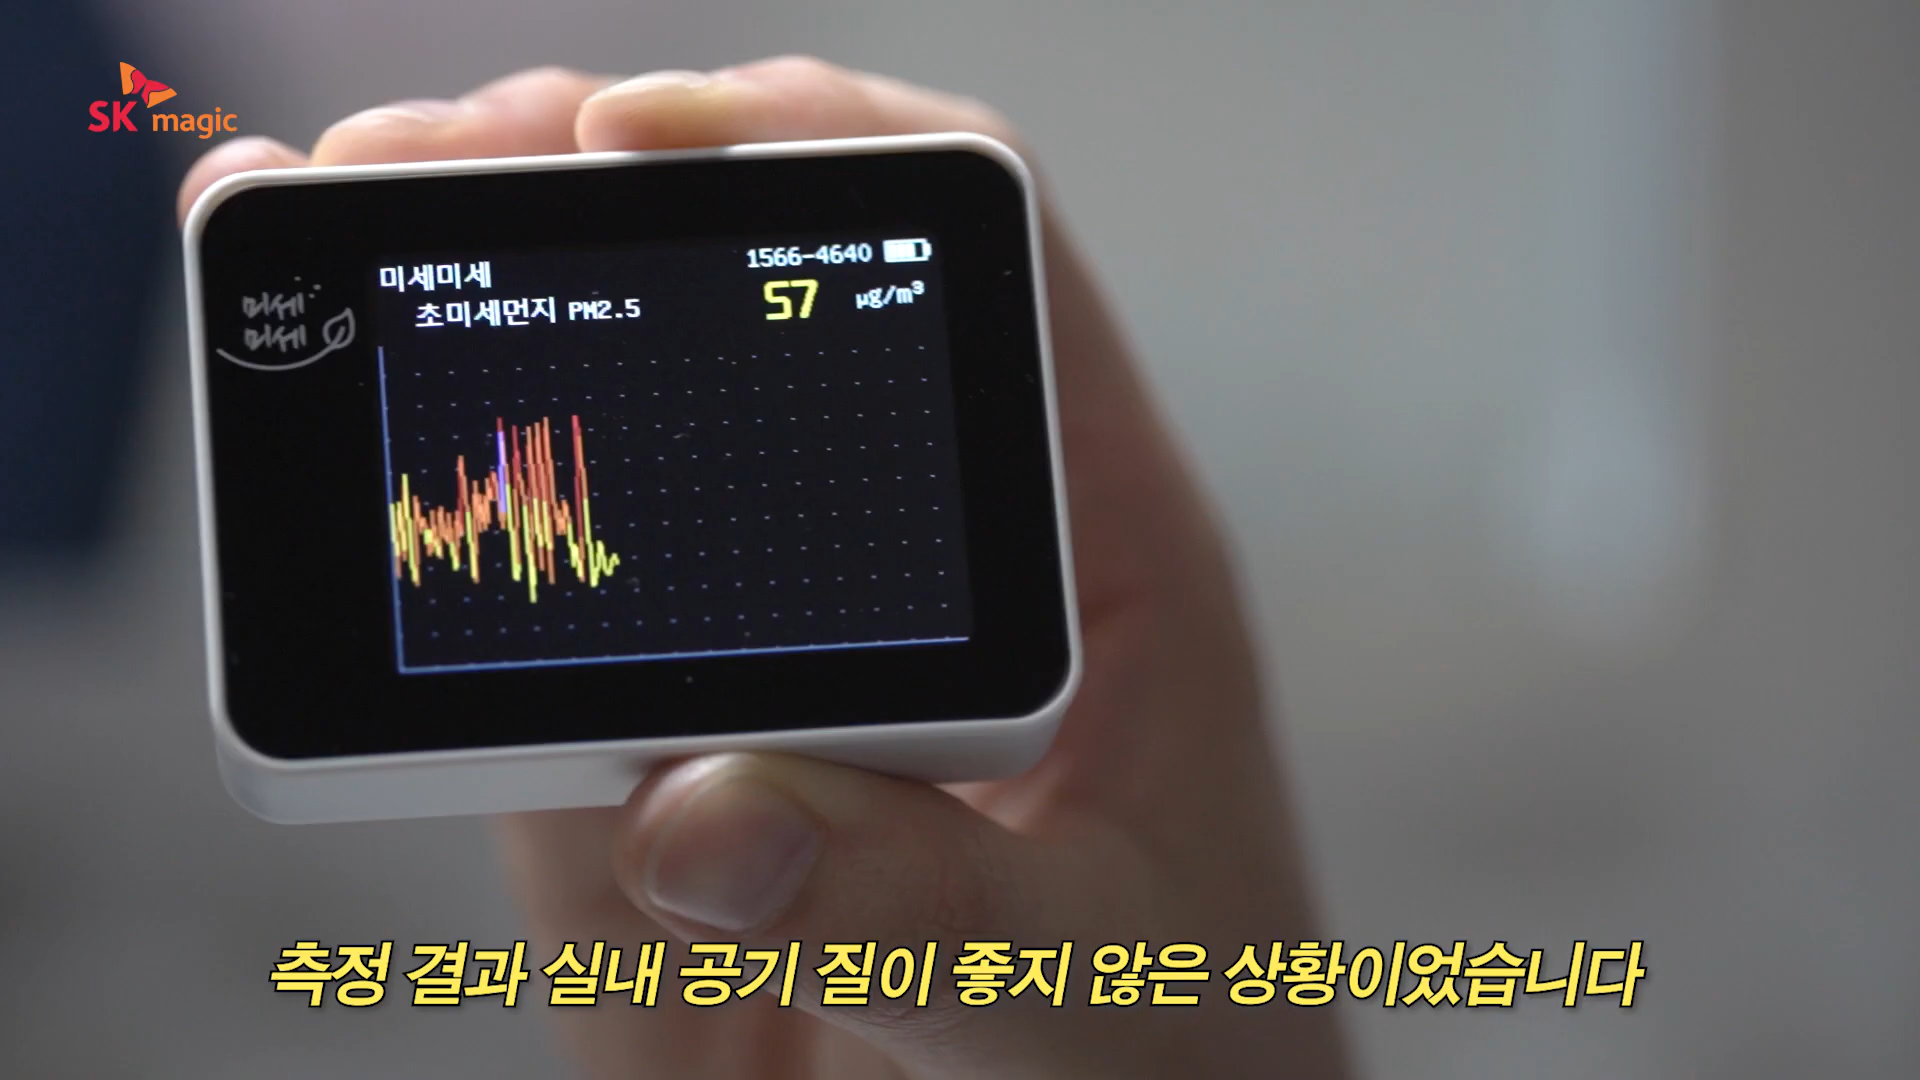 SK magic
미세미세
1566-4640
초미세먼지 PM2.5
57
µg/m³
미세
미세
측정 결과 실내 공기 질이 좋지 않은 상황이었습니다